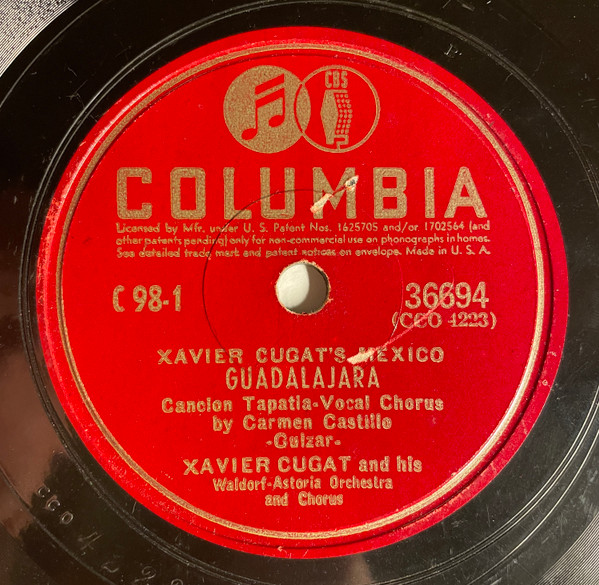 CBS
COLUMBIA
Licensed by Mfr. under U. S. Patent Nos. 1625705 and/or 1702564 (and
other patents pending) only for non-commercial use on phonographs in homes.
See detailed trade mark and patent notices on envelope. Made in U. S. A.
C 98-1
36694
(CCO 4223)
XAVIER CUGAT'S MEXICO
GUADALAJARA
Cancion Tapatia-Vocal Chorus
by Carmen Castillo
-Guizar-
XAVIER CUGAT and his
Waldorf-Astoria Orchestra
and Chorus